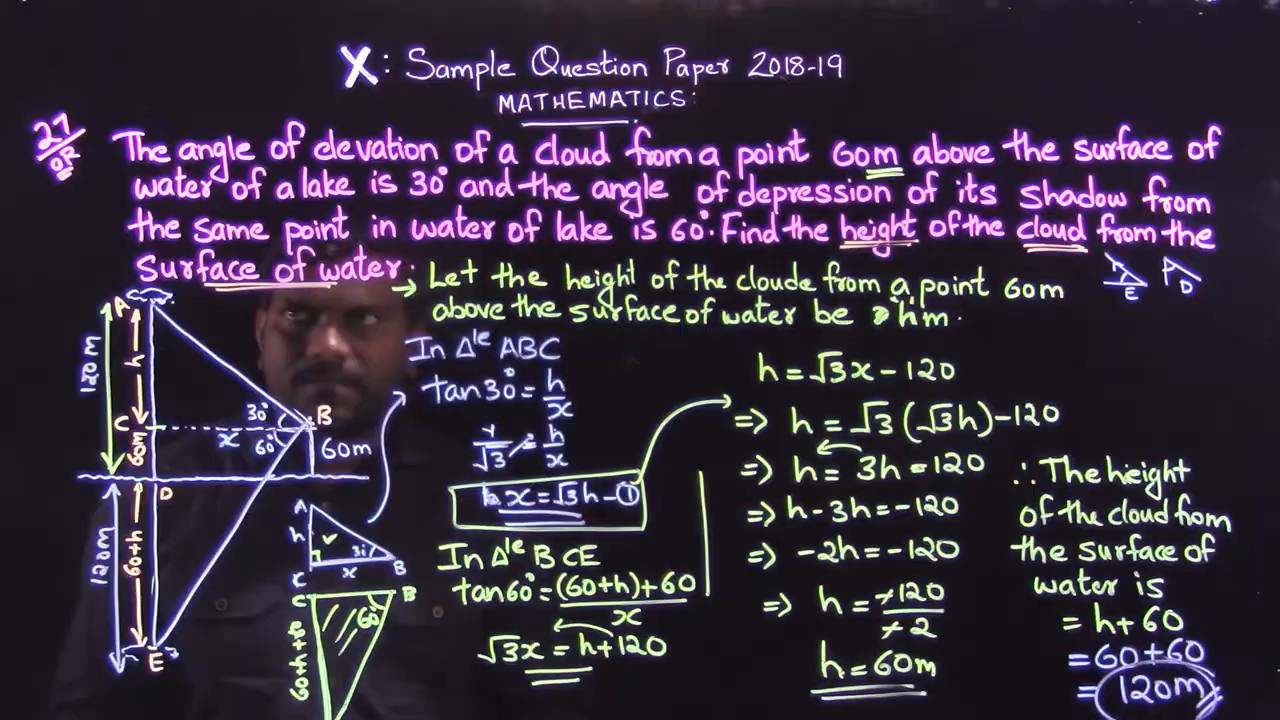 X: Sample Question Paper 2018-19
MATHEMATICS:
27/OR
The angle of elevation of a cloud from a point 60m above the surface of
water of a lake is 30° and the angle of depression of its shadow from
the same point in water of lake is 60°. Find the height of the cloud from the
surface of water.
→ Let the height of the cloude from a point 60m
above the surface of water be h m.
E
D
A
120m
h
C
60m
30°
x
60°
B
60m
D
120m
60+h
E
A
h
C
x
B
C
B
60°
60+h+60
In Δle ABC
tan30° = h/x
1/√3 = h/x
x = √3h - ①
In Δle BCE
tan60° = (60+h)+60/x
√3x = h+120
h = √3x - 120
=> h = √3(√3h) - 120
=> h = 3h - 120
=> h - 3h = -120
=> -2h = -120
=> h = -120/-2
h = 60m
∴ The height
of the cloud from
the surface of
water is
= h + 60
= 60 + 60
= 120m